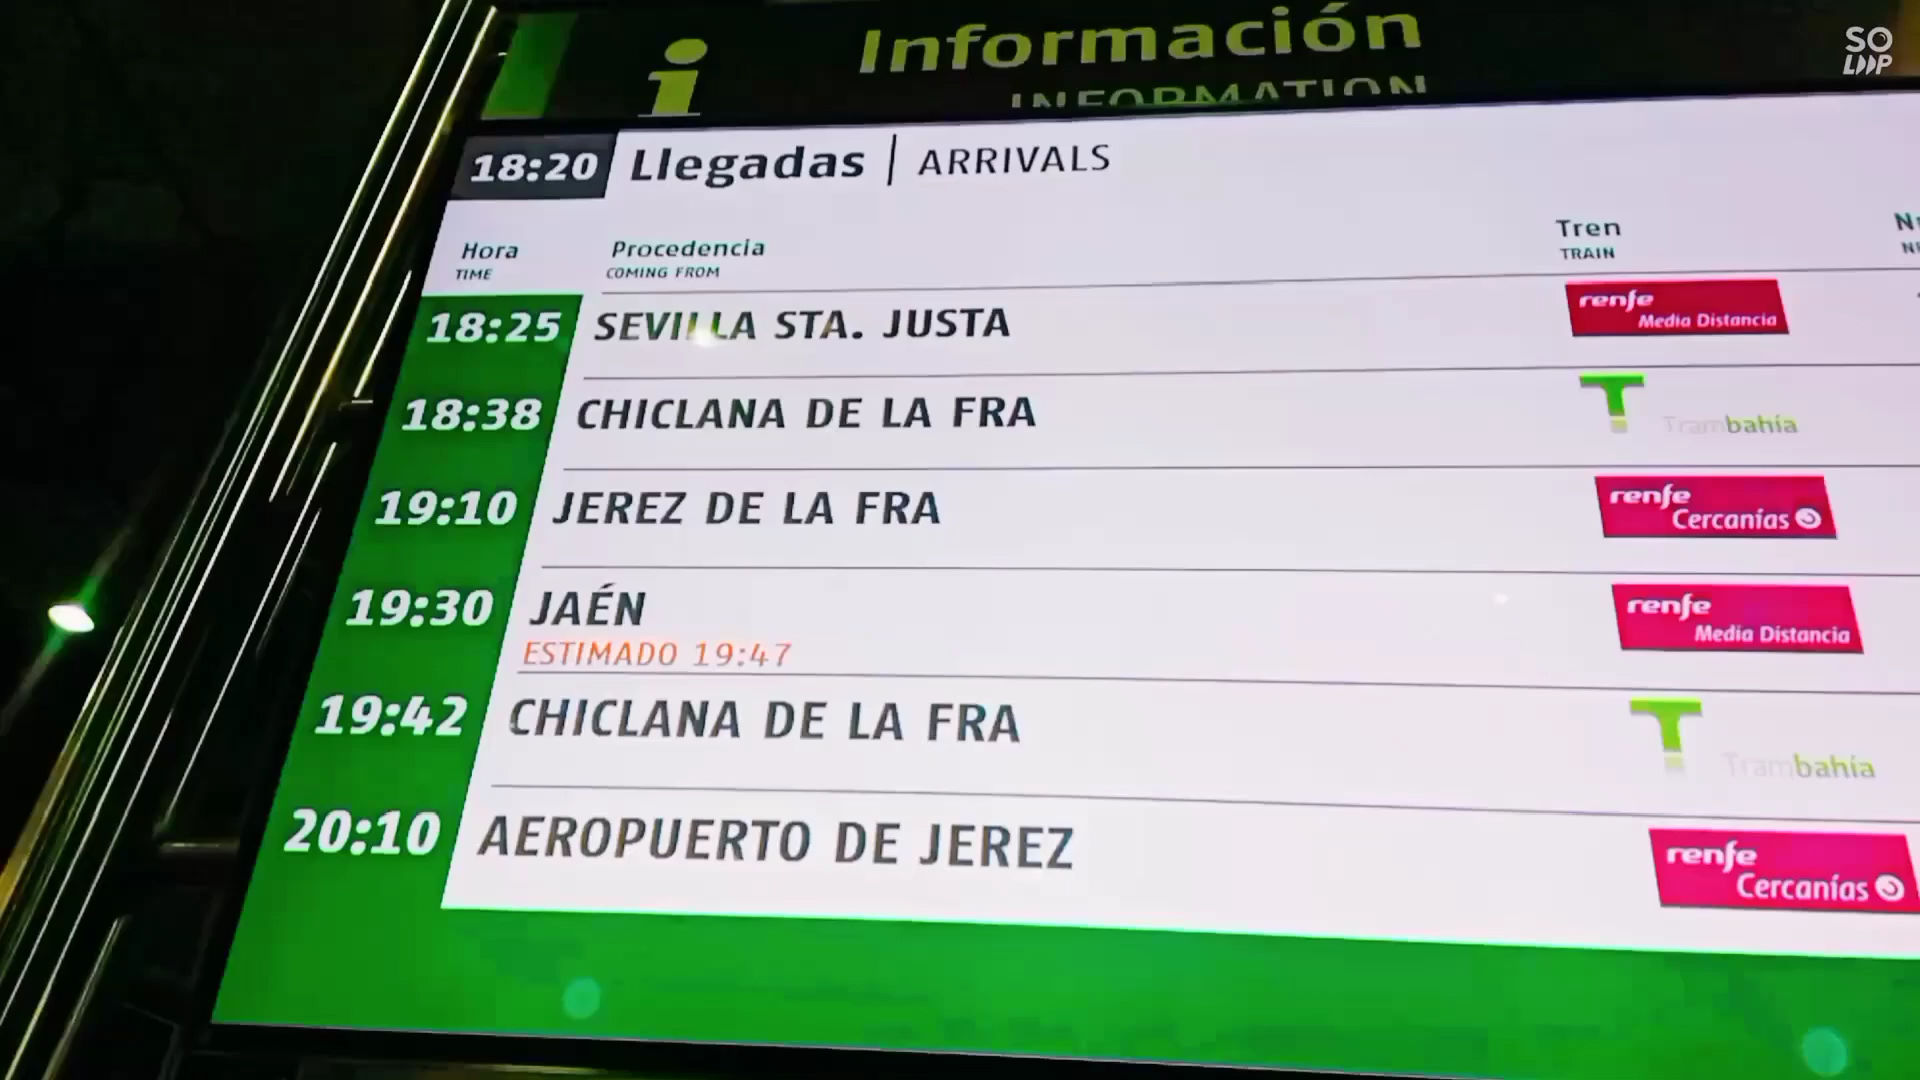 i Información
INFORMATION
SO
LOOP
18:20 Llegadas | ARRIVALS
Hora Procedencia Tren
TIME COMING FROM TRAIN
18:25 SEVILLA STA. JUSTA renfe Media Distancia
18:38 CHICLANA DE LA FRA Trambahía
19:10 JEREZ DE LA FRA renfe Cercanías
19:30 JAÉN renfe Media Distancia
ESTIMADO 19:47
19:42 CHICLANA DE LA FRA Trambahía
20:10 AEROPUERTO DE JEREZ renfe Cercanías